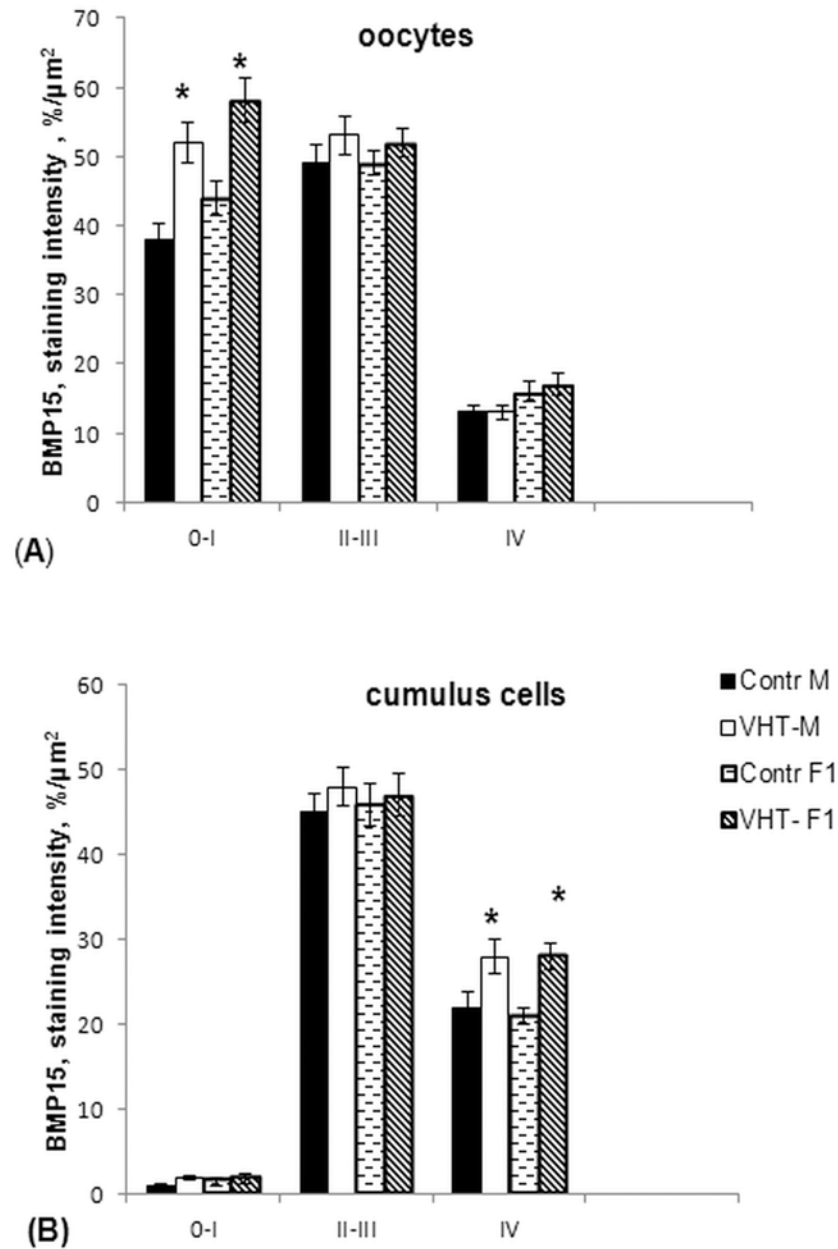 oocytes
BMP15, staining intensity , %/µm²
70
60
50
40
30
20
10
0
* *
0-I II-III IV
(A)
cumulus cells
BMP15, staining intensity, %/µm²
60
50
40
30
20
10
0
* *
0-I II-III IV
(B)
Contr M
VHT-M
Contr F1
VHT- F1